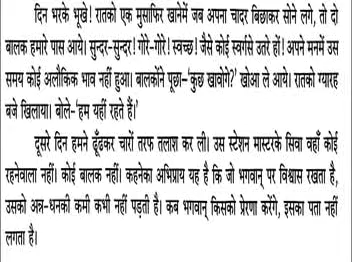 दिन भरके भूखे! रातको एक मुसाफिर खानेमें जब अपना चादर बिछाकर सोने लगे, तो दो
बालक हमारे पास आये। सुन्दर-सुन्दर! गोरे-गोरे! स्वच्छ! जैसे कोई स्वर्गसे उतरे हों! अपने मनमें उस
समय कोई अलौकिक भाव नहीं हुआ। बालकोंने पूछा-'कुछ खावोगे?' खोआ ले आये। रातको ग्यारह
बजे खिलाया। बोले-'हम यहीं रहते हैं।'
दूसरे दिन हमने ढूँढकर चारों तरफ तलाश कर ली। उस स्टेशन मास्टरके सिवा वहाँ कोई
रहनेवाला नहीं। कोई बालक नहीं। कहनेका अभिप्राय यह है कि जो भगवान् पर विश्वास रखता है,
उसको अन्न-धनकी कमी कभी नहीं पड़ती है। कब भगवान् किसको प्रेरणा करेंगे, इसका पता नहीं
लगता है।